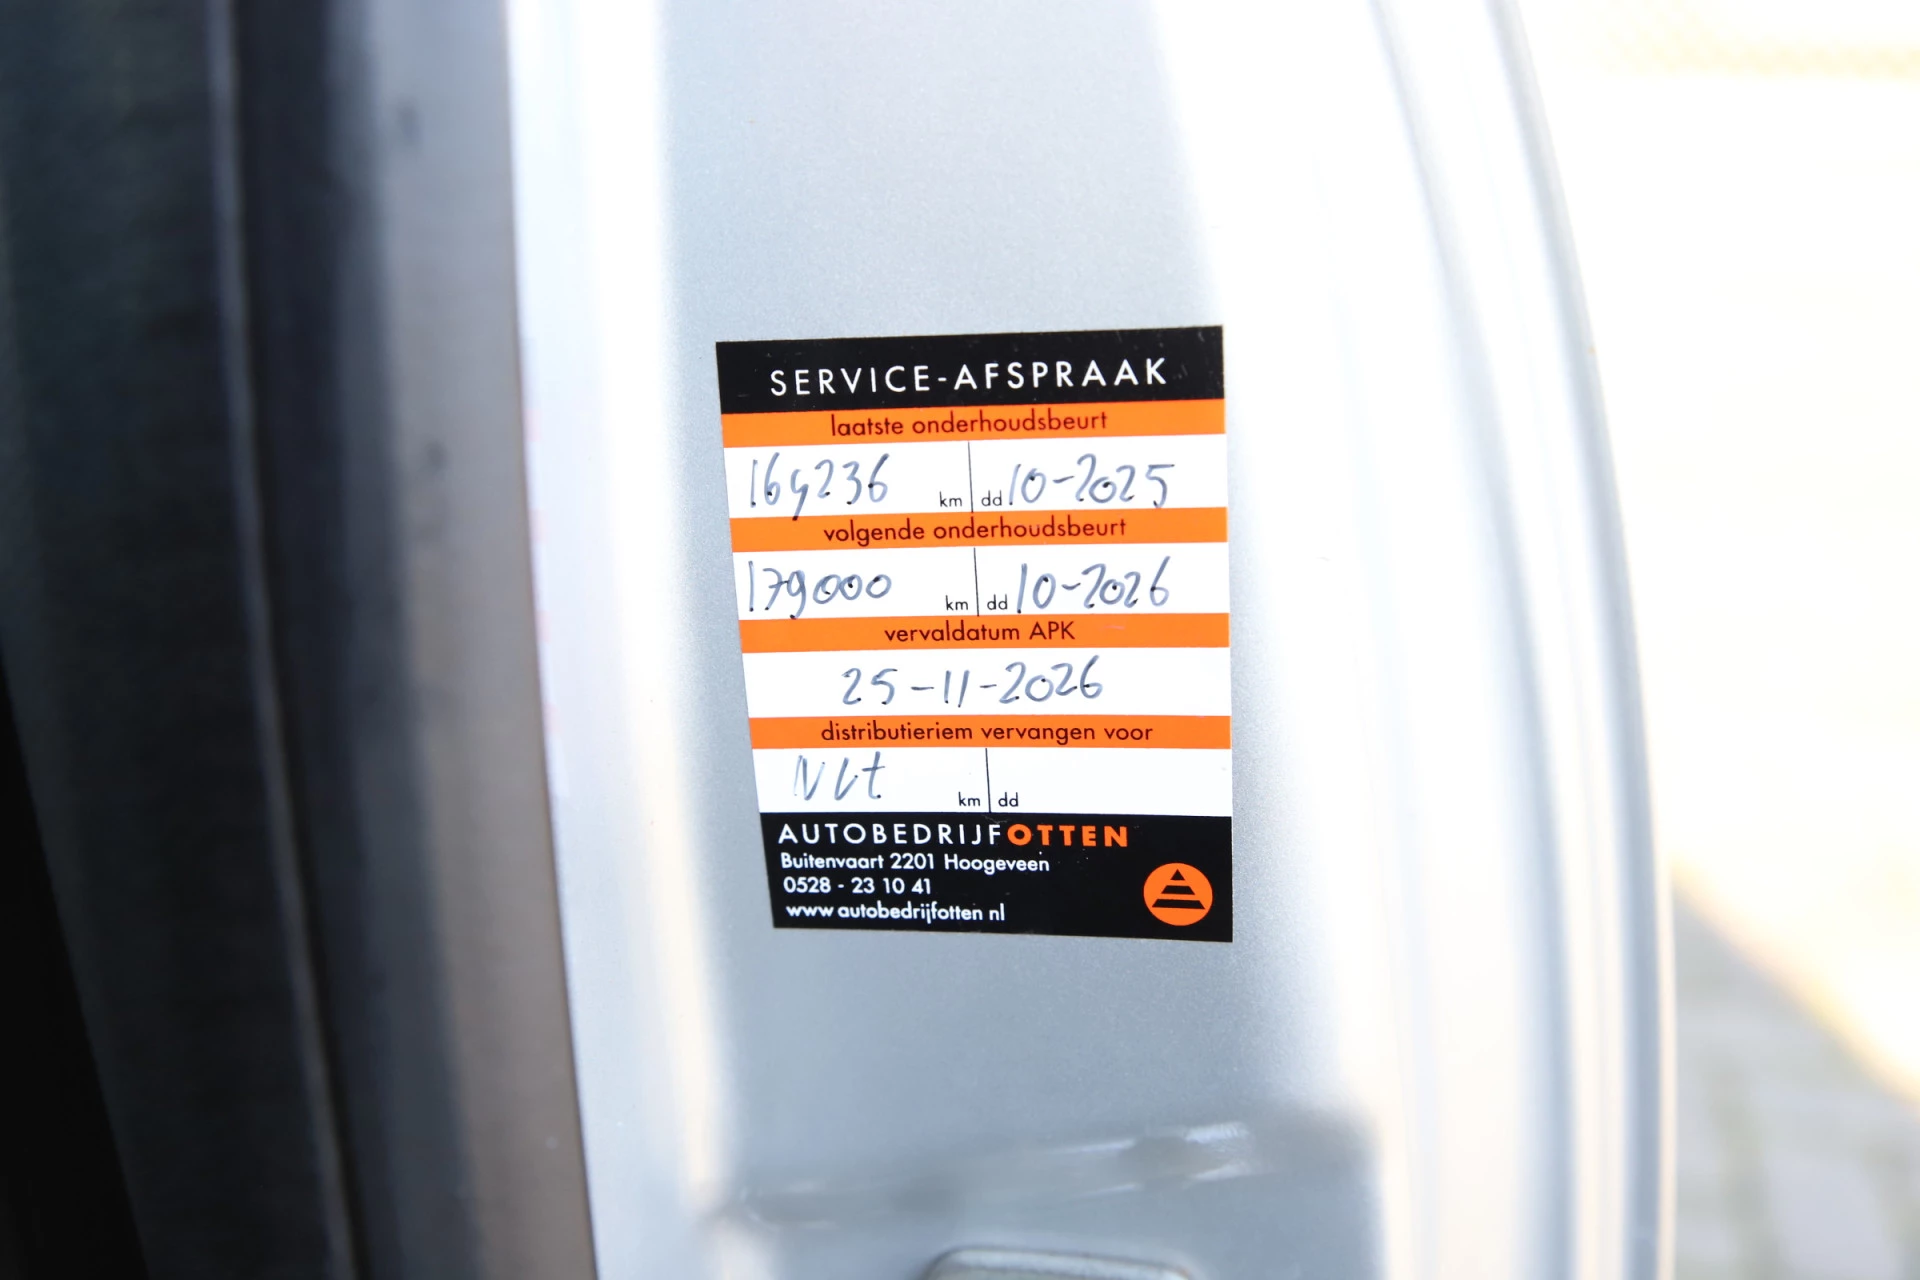 SERVICE-AFSPRAAK
laatste onderhoudsbeurt
164236 km dd 10-2025
volgende onderhoudsbeurt
179000 km dd 10-2026
vervaldatum APK
25-11-2026
distributieriem vervangen voor
Nvt km dd
AUTOBEDRIJFOTTEN
Buitenvaart 2201 Hoogeveen
0528 - 23 10 41
www autobedrijfotten nl